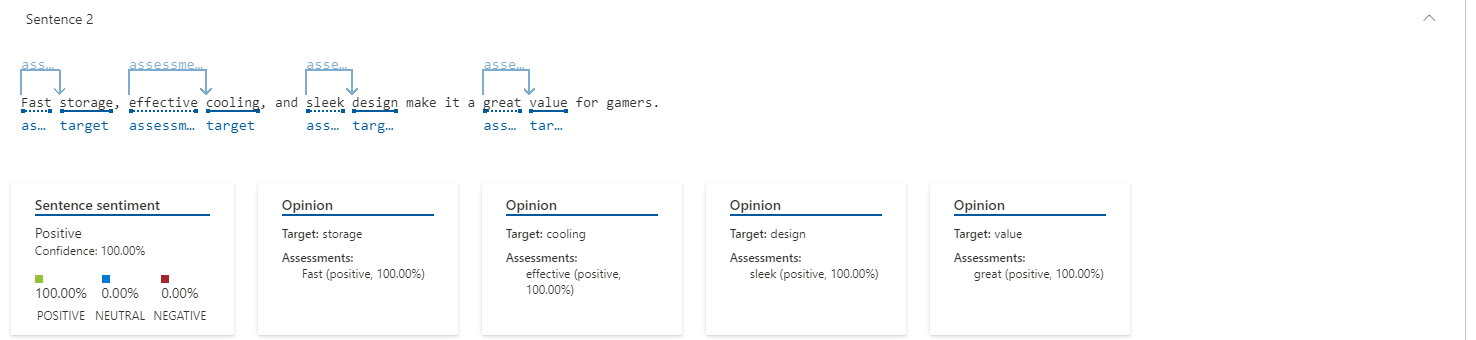 Sentence 2
ass… assessme… asse… asse…
Fast storage, effective cooling, and sleek design make it a great value for gamers.
as… target assessm… target ass… targ… ass… tar…
Sentence sentiment
Positive
Confidence: 100.00%
100.00% 0.00% 0.00%
POSITIVE NEUTRAL NEGATIVE
Opinion
Target: storage
Assessments:
Fast (positive, 100.00%)
Opinion
Target: cooling
Assessments:
effective (positive,
100.00%)
Opinion
Target: design
Assessments:
sleek (positive, 100.00%)
Opinion
Target: value
Assessments:
great (positive, 100.00%)